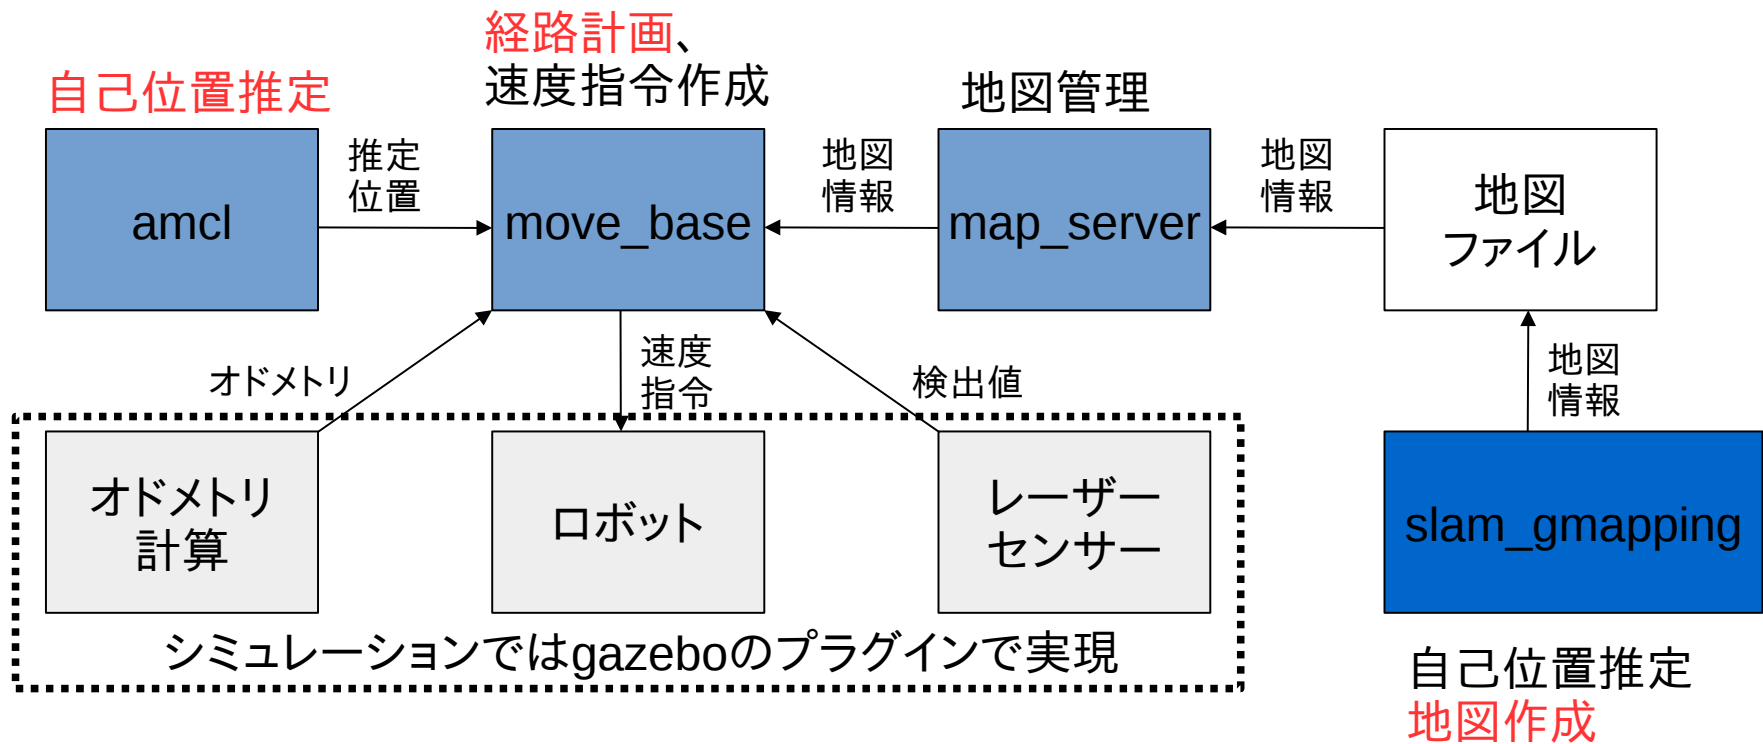 経路計画、
速度指令作成
自己位置推定
地図管理
amcl
推定
位置
move_base
地図
情報
map_server
地図
情報
地図
ファイル
オドメトリ
速度
指令
検出値
地図
情報
オドメトリ
計算
ロボット
レーザー
センサー
slam_gmapping
シミュレーションではgazeboのプラグインで実現
自己位置推定
地図作成